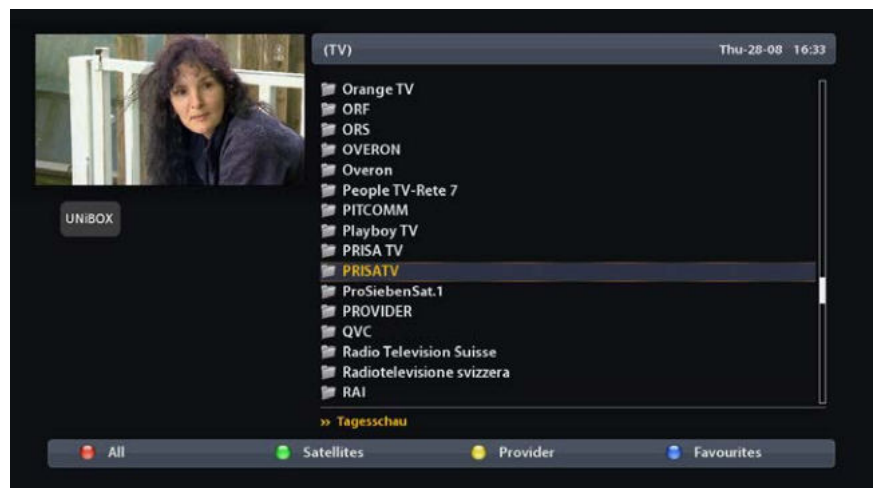 (TV) Thu-28-08 16:33
Orange TV
ORF
ORS
OVERON
Overon
People TV-Rete 7
PITCOMM
Playboy TV
PRISA TV
PRISATV
ProSiebenSat.1
PROVIDER
QVC
Radio Television Suisse
Radiotelevisione svizzera
RAI
UNiBOX
» Tagesschau
All Satellites Provider Favourites